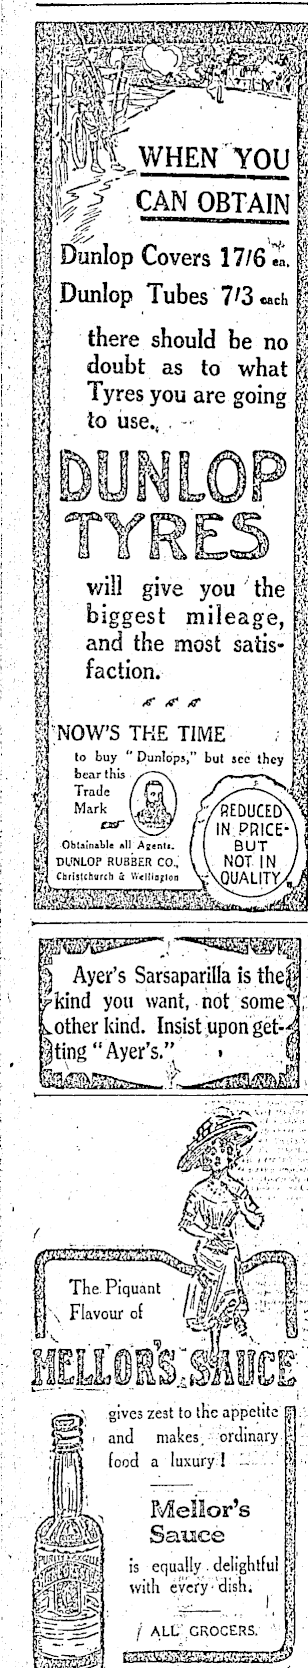 WHEN YOU
CAN OBTAIN
Dunlop Covers 17/6 ea.
Dunlop Tubes 7/3 each
there should be no
doubt as to what
Tyres you are going
to use.
DUNLOP
TYRES
will give you the
biggest mileage,
and the most satis-
faction.
NOW'S THE TIME
to buy "Dunlops," but see they
bear this
Trade
Mark
Obtainable all Agents.
DUNLOP RUBBER CO.,
Christchurch & Wellington
REDUCED
IN PRICE-
BUT
NOT IN
QUALITY
Ayer's Sarsaparilla is the
kind you want, not some
other kind. Insist upon get-
ting "Ayer's."
The Piquant
Flavour of
MELLOR'S SAUCE
gives zest to the appetite
and makes ordinary
food a luxury!
Mellor's
Sauce
is equally delightful
with every dish.
ALL GROCERS.